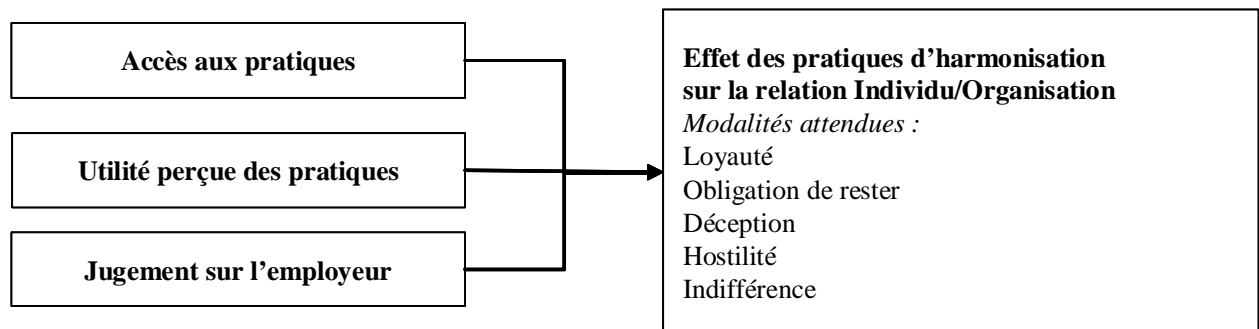 Accès aux pratiques
Utilité perçue des pratiques
Jugement sur l’employeur
Effet des pratiques d’harmonisation
sur la relation Individu/Organisation
Modalités attendues :
Loyauté
Obligation de rester
Déception
Hostilité
Indifférence